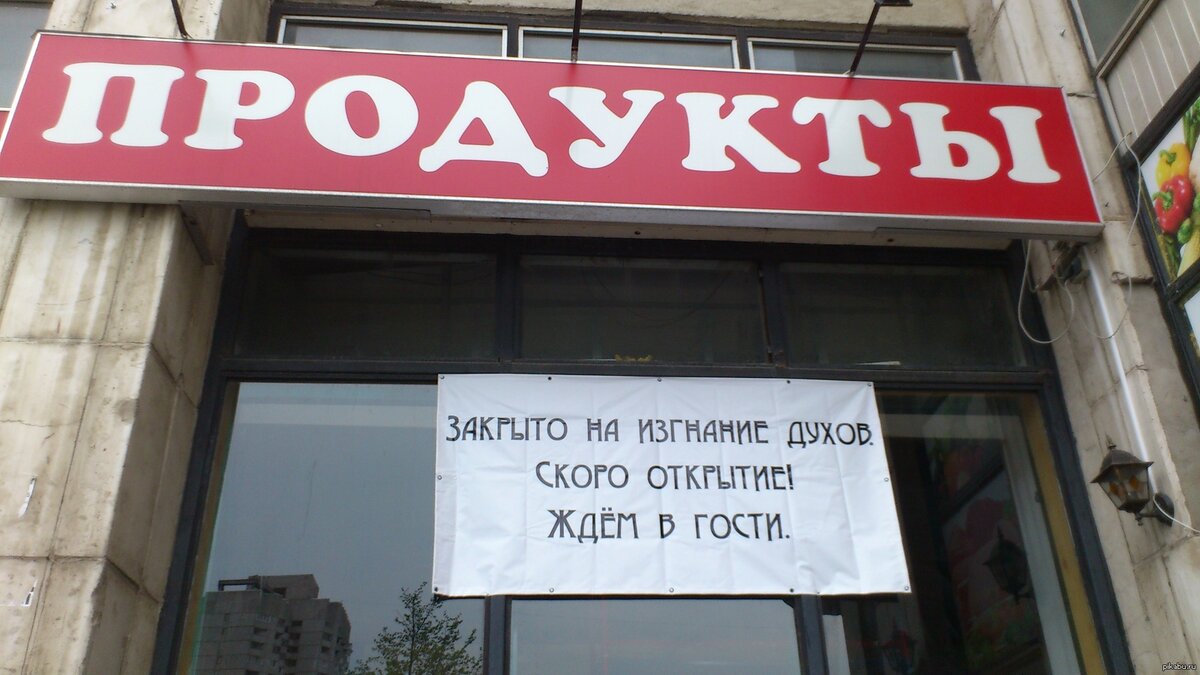 ПРОДУКТЫ
ЗАКРЫТО НА ИЗГНАНИЕ ДУХОВ.
СКОРО ОТКРЫТИЕ!
ЖДЁМ В ГОСТИ.
pikabu.ru